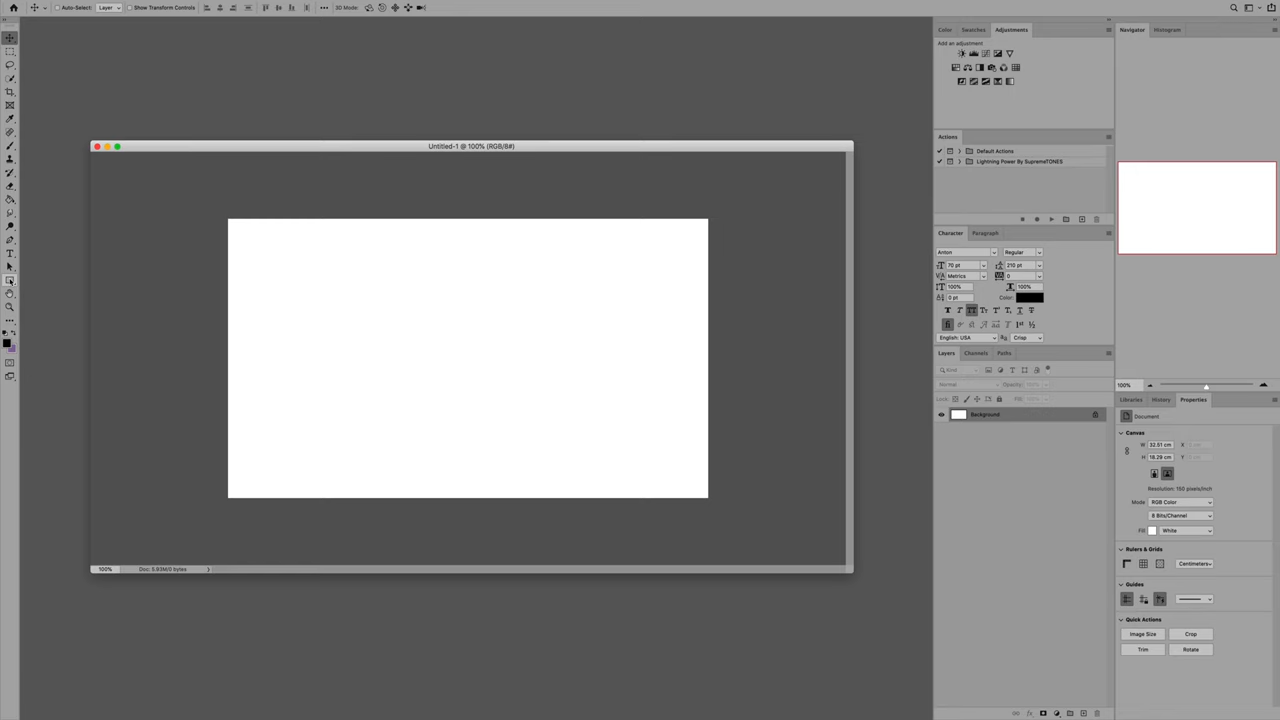 Auto-Select: Layer Show Transform Controls 3D Mode:
Color Swatches Adjustments
Navigator Histogram
Add an adjustment
Untitled-1 @ 100% (RGB/8#)
Actions
Default Actions
Lightning Power By SupremeTONES
Character Paragraph
Anton Regular
70 pt 210 pt
Metrics 0
100% 100%
0 pt Color:
English: USA Crisp
Layers Channels Paths
Kind
Normal Opacity:
Lock: Fill:
Background
100%
Libraries History Properties
Document
Canvas
W 32.51 cm X
H 18.29 cm Y
Resolution: 150 pixels/inch
Mode RGB Color
8 Bits/Channel
Fill White
Rulers & Grids
Centimeters
Guides
Quick Actions
Image Size Crop
Trim Rotate
100% Doc: 5.93M/0 bytes